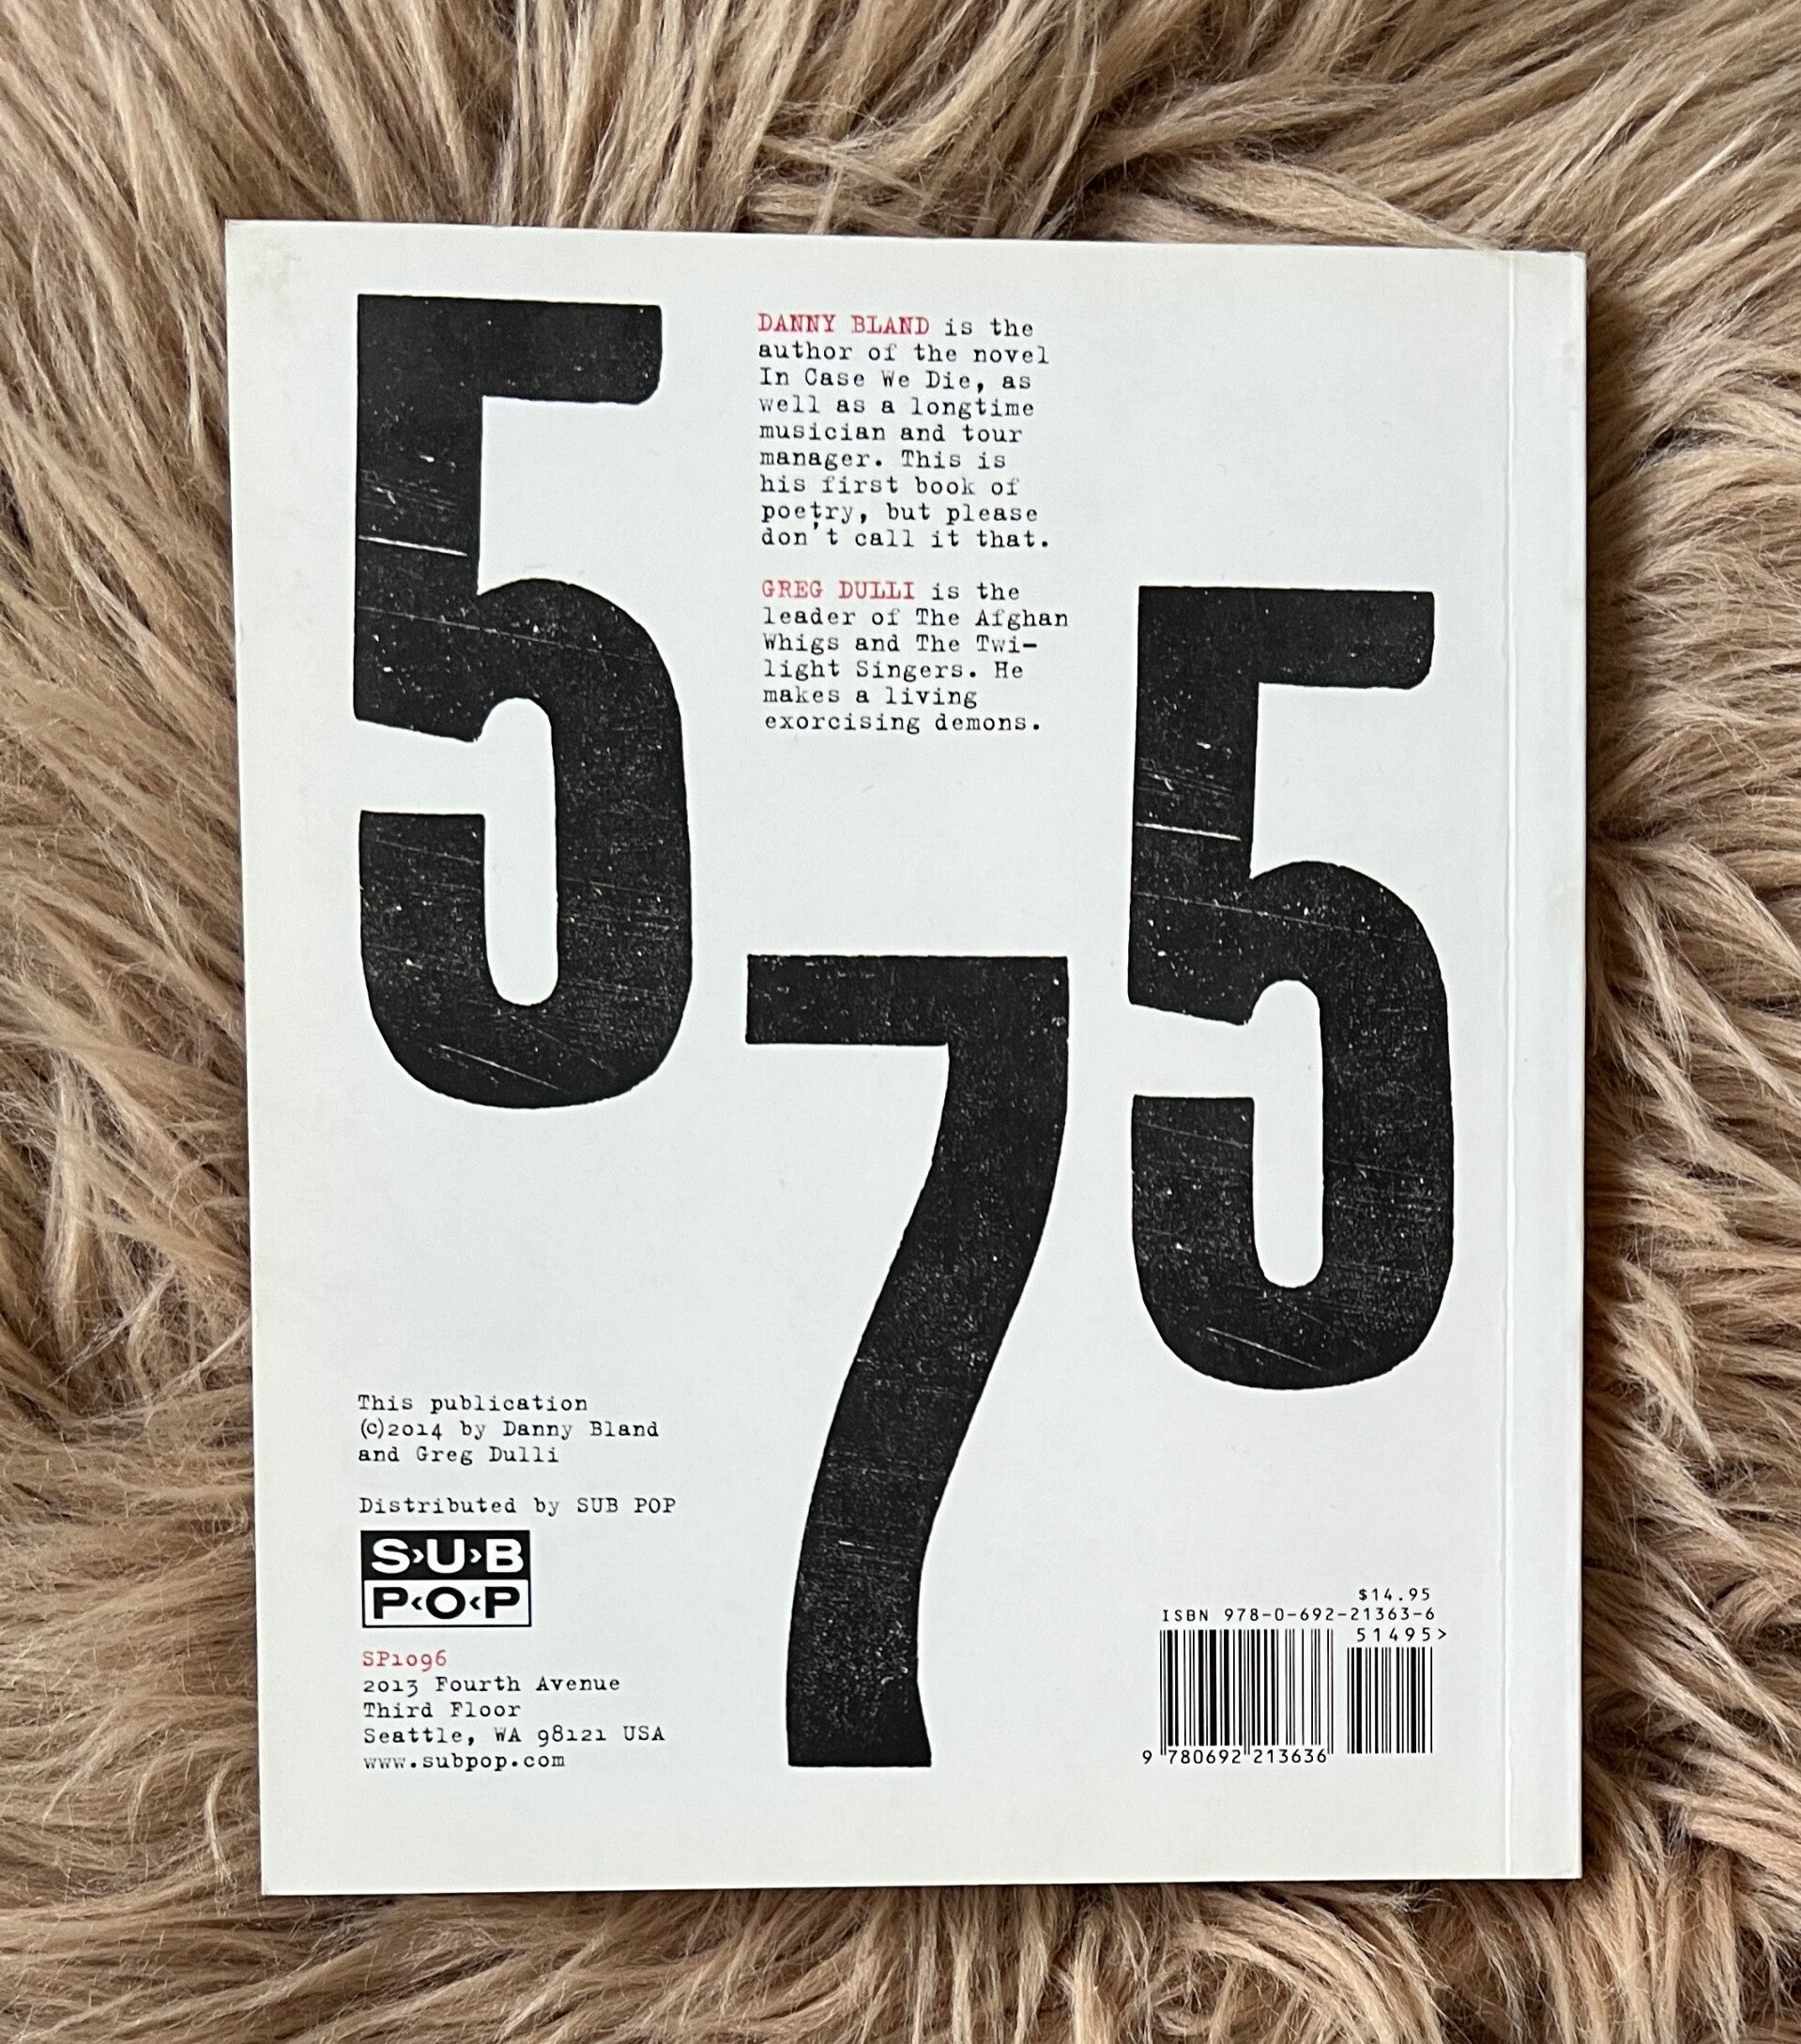 5
7
5
DANNY BLAND is the
author of the novel
In Case We Die, as
well as a longtime
musician and tour
manager. This is
his first book of
poetry, but please
don't call it that.
GREG DULLI is the
leader of The Afghan
Whigs and The Twi-
light Singers. He
makes a living
exorcising demons.
This publication
(c)2014 by Danny Bland
and Greg Dulli
Distributed by SUB POP
S›U›B
P‹O‹P
SP1096
2013 Fourth Avenue
Third Floor
Seattle, WA 98121 USA
www.subpop.com
$14.95
ISBN 978-0-692-21363-6
51495>
9 780692 213636